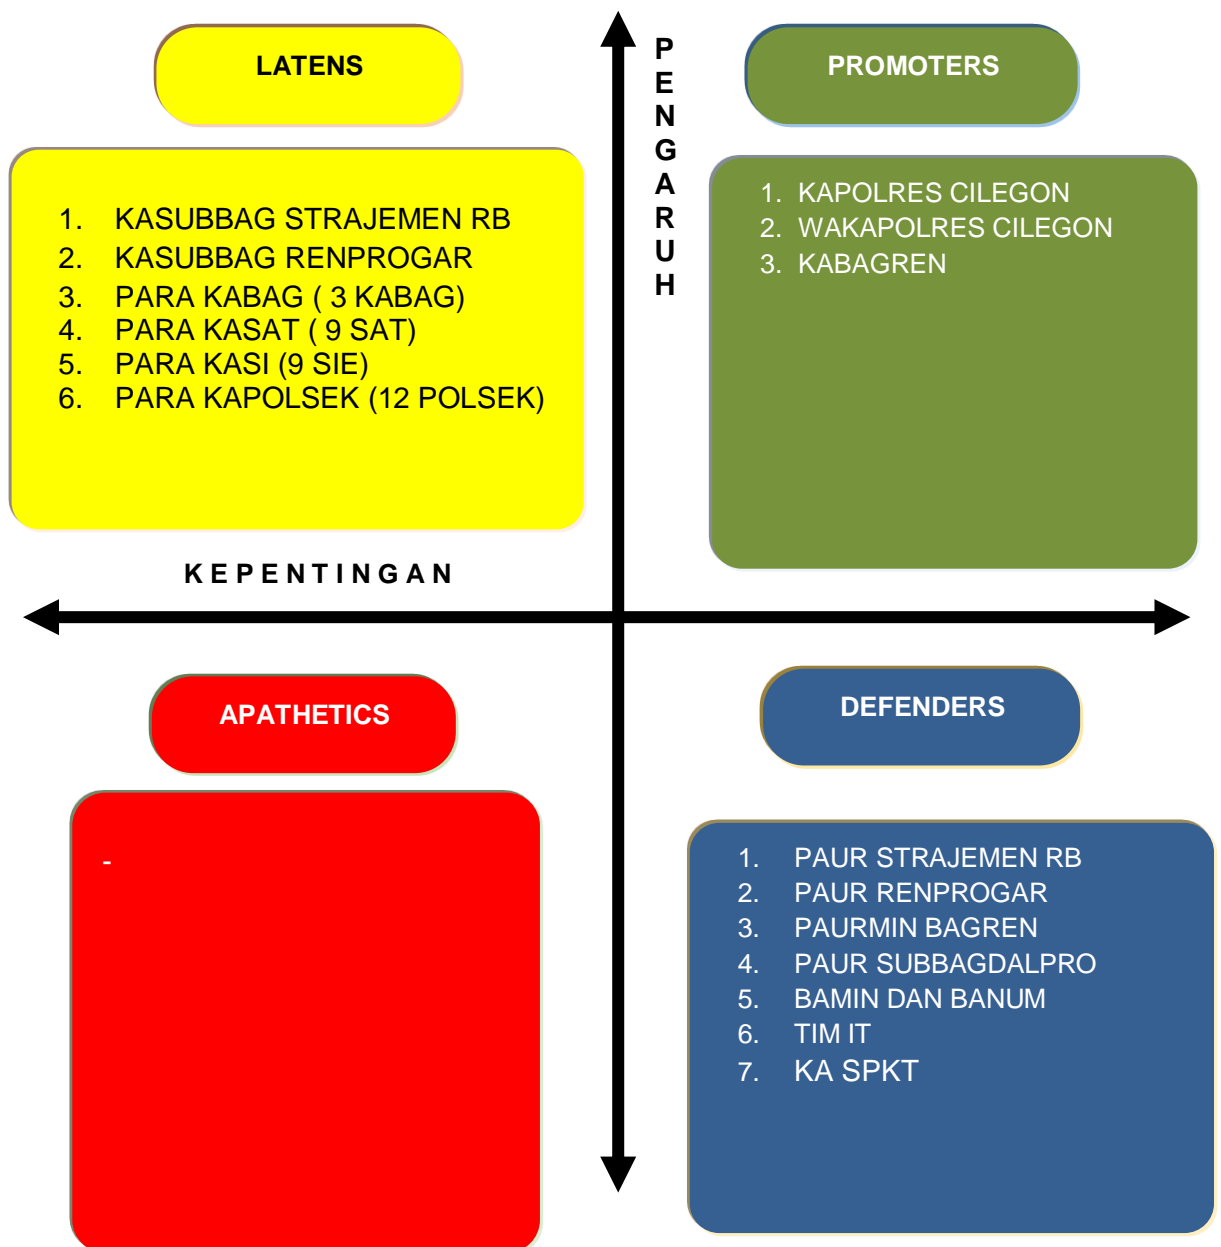 LATENS
1. KASUBBAG STRAJEMEN RB
2. KASUBBAG RENPROGAR
3. PARA KABAG ( 3 KABAG)
4. PARA KASAT ( 9 SAT)
5. PARA KASI (9 SIE)
6. PARA KAPOLSEK (12 POLSEK)
P
E
N
G
A
R
U
H
PROMOTERS
1. KAPOLRES CILEGON
2. WAKAPOLRES CILEGON
3. KABAGREN
K E P E N T I N G A N
APATHETICS
-
DEFENDERS
1. PAUR STRAJEMEN RB
2. PAUR RENPROGAR
3. PAURMIN BAGREN
4. PAUR SUBBAGDALPRO
5. BAMIN DAN BANUM
6. TIM IT
7. KA SPKT